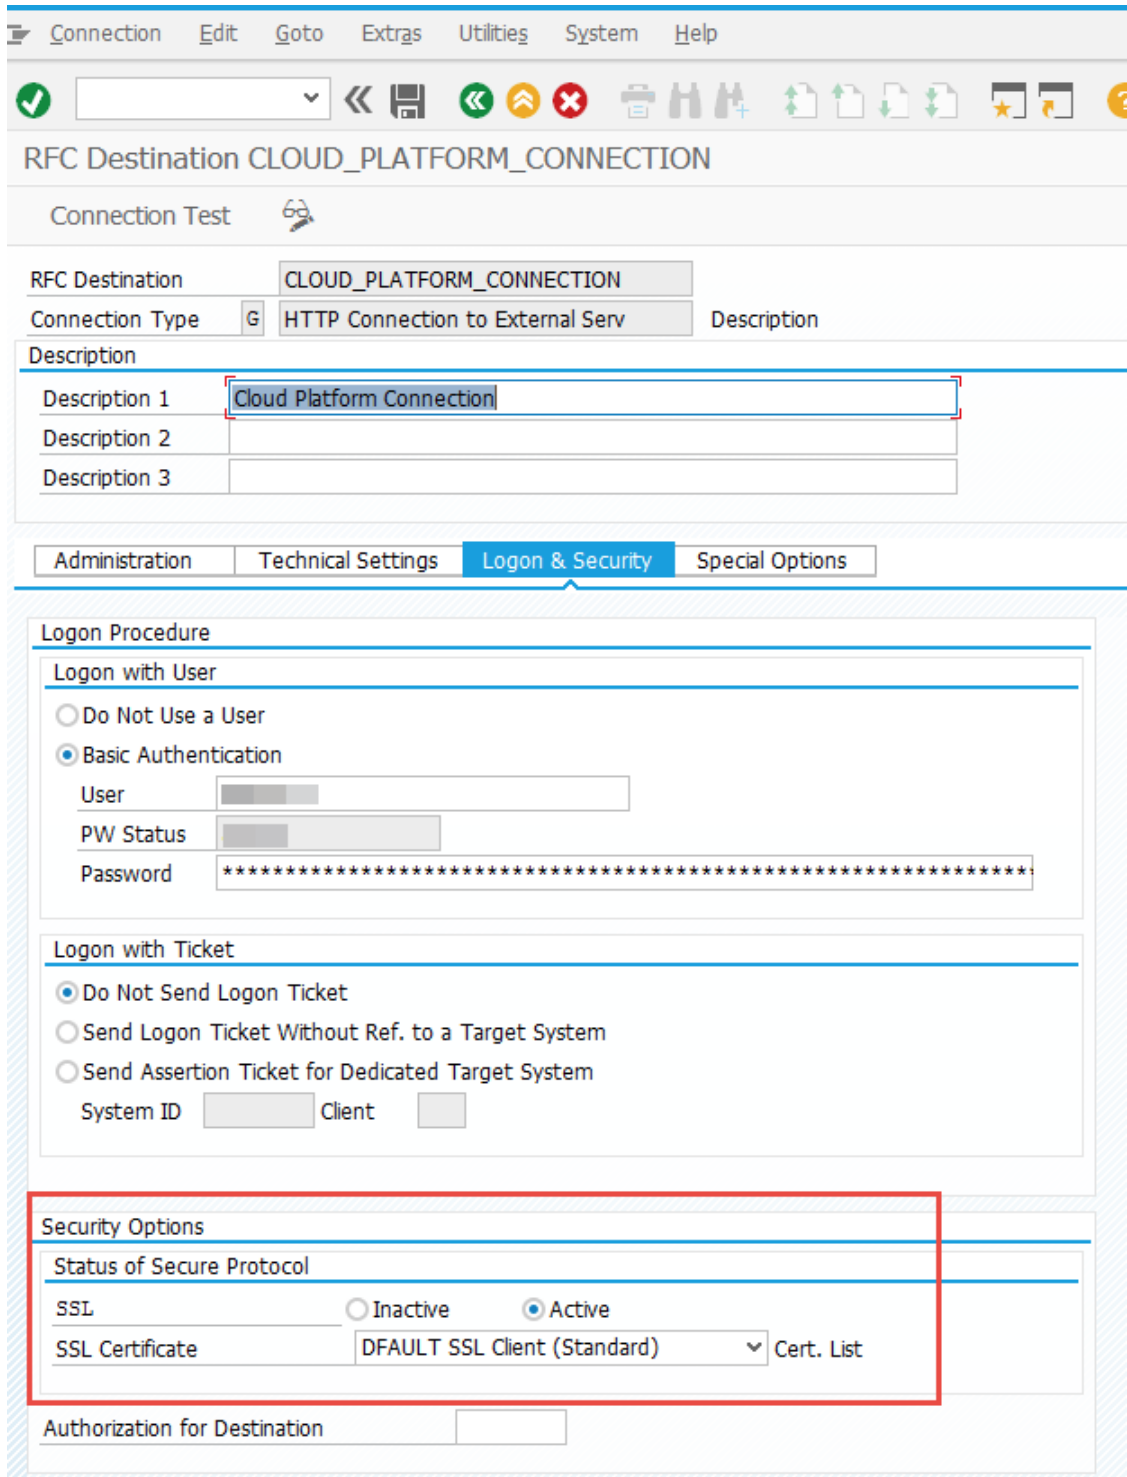 Connection Edit Goto Extras Utilities System Help
RFC Destination CLOUD_PLATFORM_CONNECTION
Connection Test
RFC Destination CLOUD_PLATFORM_CONNECTION
Connection Type G HTTP Connection to External Serv Description
Description
Description 1 Cloud Platform Connection
Description 2
Description 3
Administration Technical Settings Logon & Security Special Options
Logon Procedure
Logon with User
Do Not Use a User
Basic Authentication
User
PW Status
Password ****************************************************************
Logon with Ticket
Do Not Send Logon Ticket
Send Logon Ticket Without Ref. to a Target System
Send Assertion Ticket for Dedicated Target System
System ID Client
Security Options
Status of Secure Protocol
SSL Inactive Active
SSL Certificate DFAULT SSL Client (Standard) Cert. List
Authorization for Destination